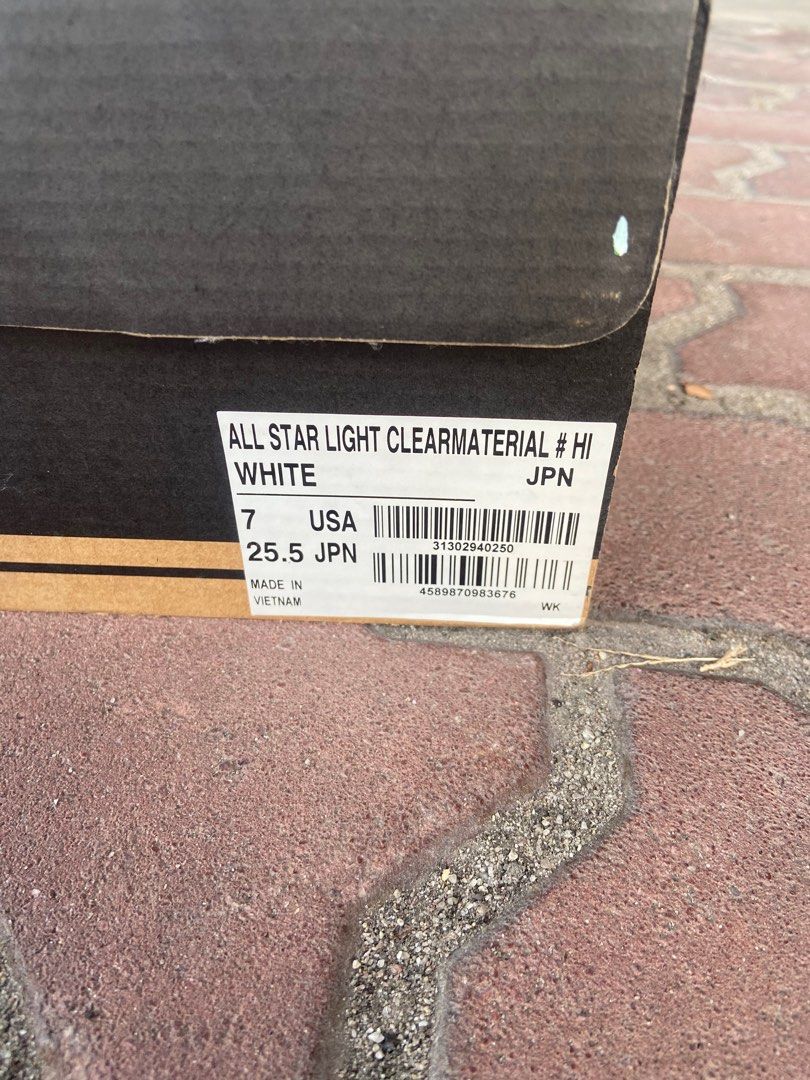 ALL STAR LIGHT CLEARMATERIAL # HI
WHITE JPN
7 USA
31302940250
25.5 JPN
4589870983676
MADE IN
VIETNAM
WK